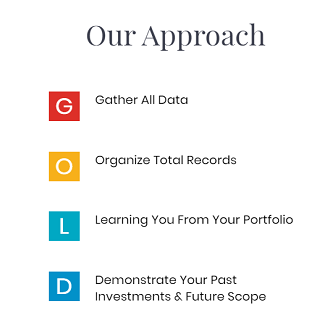 Our Approach
G
Gather All Data
O
Organize Total Records
L
Learning You From Your Portfolio
D
Demonstrate Your Past
Investments & Future Scope